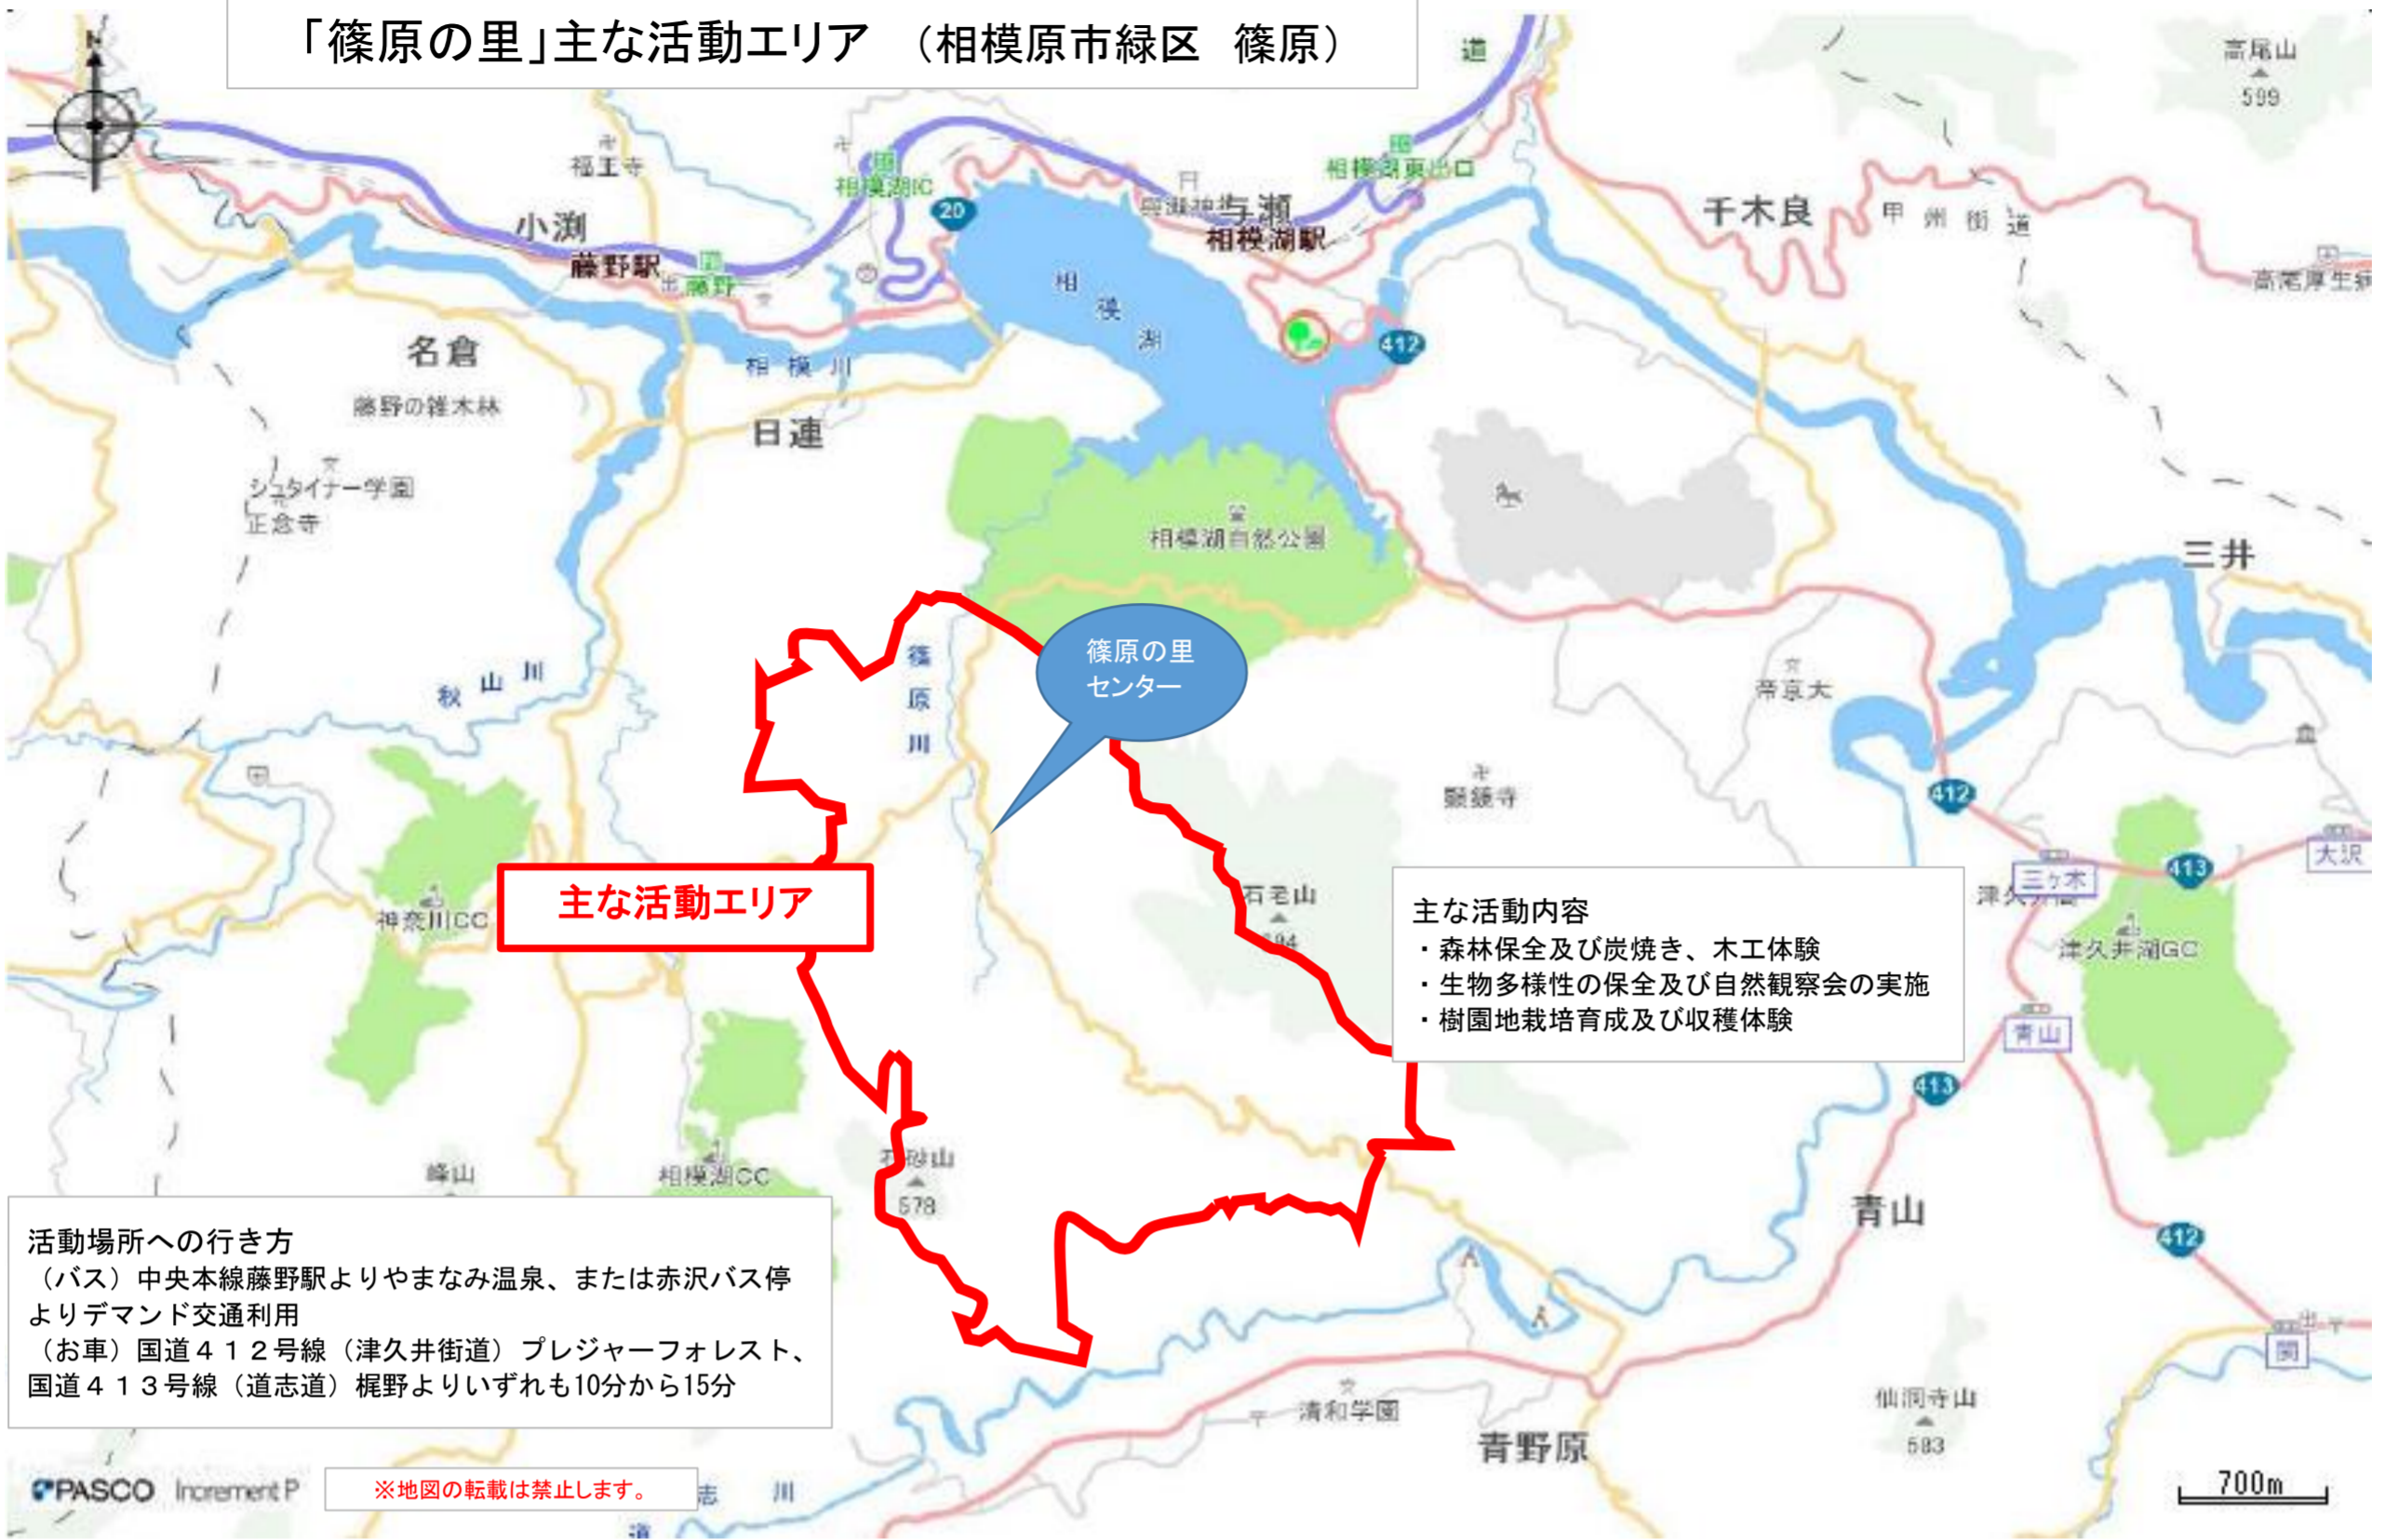 「篠原の里」主な活動エリア （相模原市緑区 篠原）
N
道
高尾山
599
福王寺
相模湖IC
相模湖東出口
20
与瀬
相模湖駅
千木良
甲州街道
小渕
藤野駅
出
藤野
高尾厚生病
相模湖
412
名倉
相模川
藤野の雑木林
日連
シュタイナー学園
正念寺
相模湖自然公園
三井
篠原の里
センター
篠原川
秋山川
帝京大
顕鏡寺
412
413
大沢
三ヶ木
石老山
主な活動エリア
神奈川CC
津久井湖GC
主な活動内容
・森林保全及び炭焼き、木工体験
・生物多様性の保全及び自然観察会の実施
・樹園地栽培育成及び収穫体験
青山
413
峰山
相模湖CC
石砂山
578
青山
412
活動場所への行き方
（バス）中央本線藤野駅よりやまなみ温泉、または赤沢バス停
よりデマンド交通利用
（お車）国道４１２号線（津久井街道）プレジャーフォレスト、
国道４１３号線（道志道）梶野よりいずれも10分から15分
出
関
清和学園
仙洞寺山
583
青野原
PASCO Increment P
※地図の転載は禁止します。
志川
道
700m